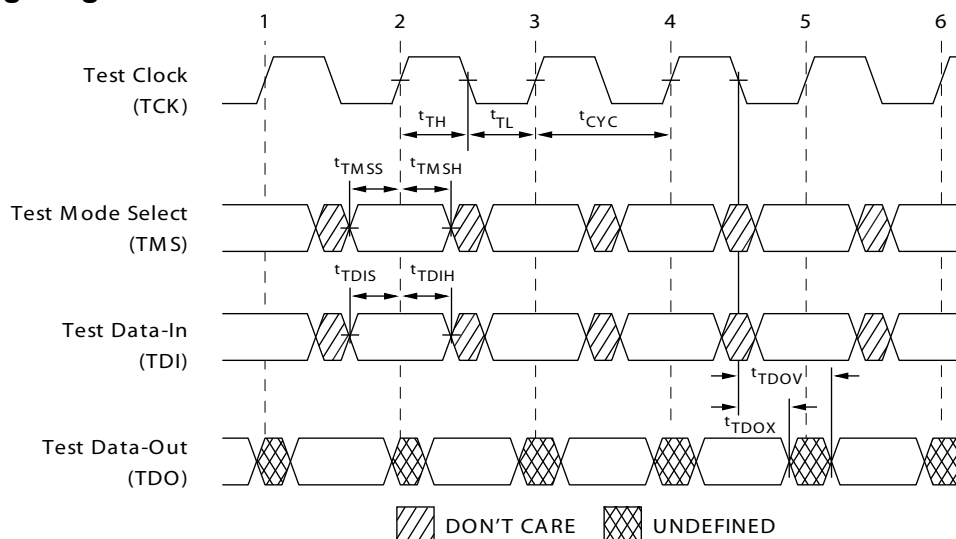 1 2 3 4 5 6
Test Clock
(TCK)
tTH tTL tCYC
tTMSS tTMSH
Test Mode Select
(TMS)
tTDIS tTDIH
Test Data-In
(TDI)
tTDOV
tTDOX
Test Data-Out
(TDO)
DON'T CARE UNDEFINED